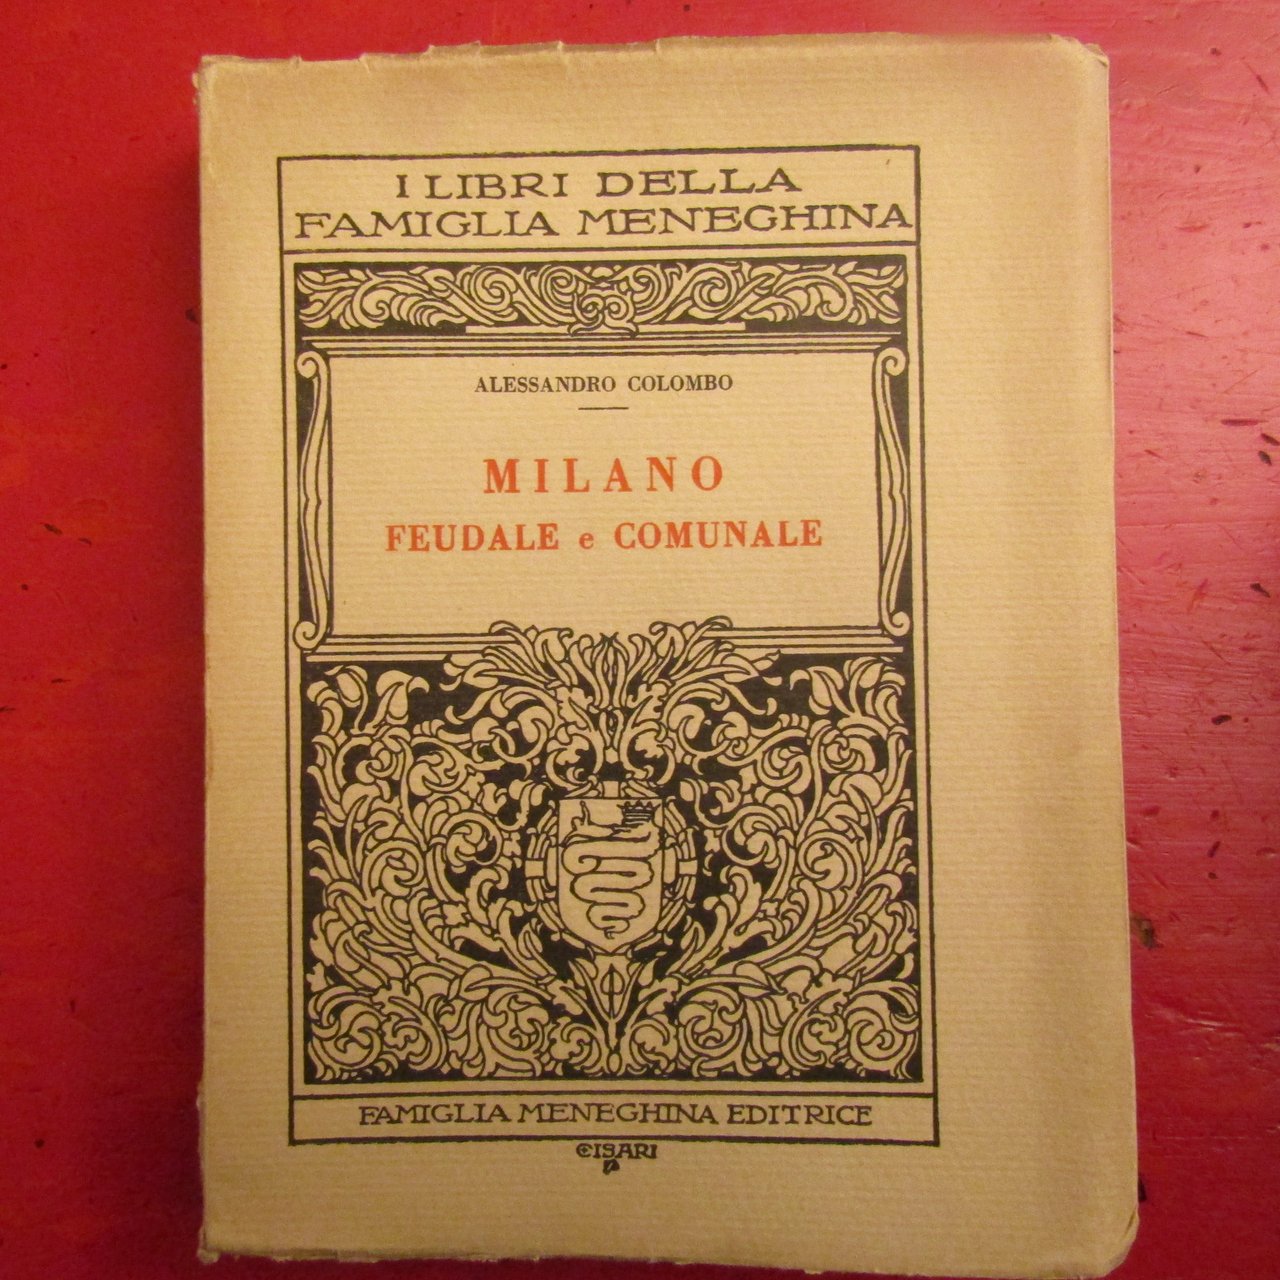 I LIBRI DELLA
FAMIGLIA MENEGHINA
ALESSANDRO COLOMBO
MILANO
FEUDALE e COMUNALE
FAMIGLIA MENEGHINA EDITRICE
CISARI